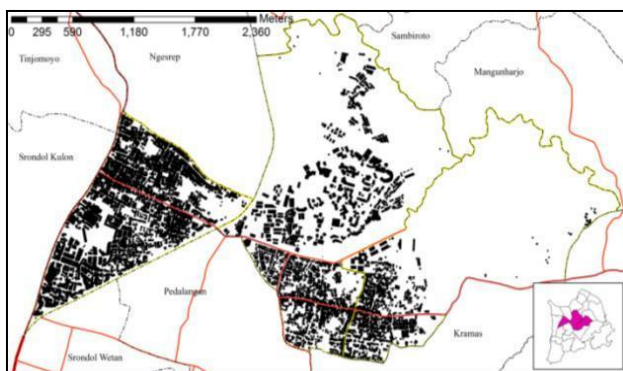 Meters
0 295 590 1,180 1,770 2,360
Sambiroto
Tinjomoyo
Ngesrep
Mangunharjo
Srondol Kulon
Pedalangan
Kramas
Srondol Wetan